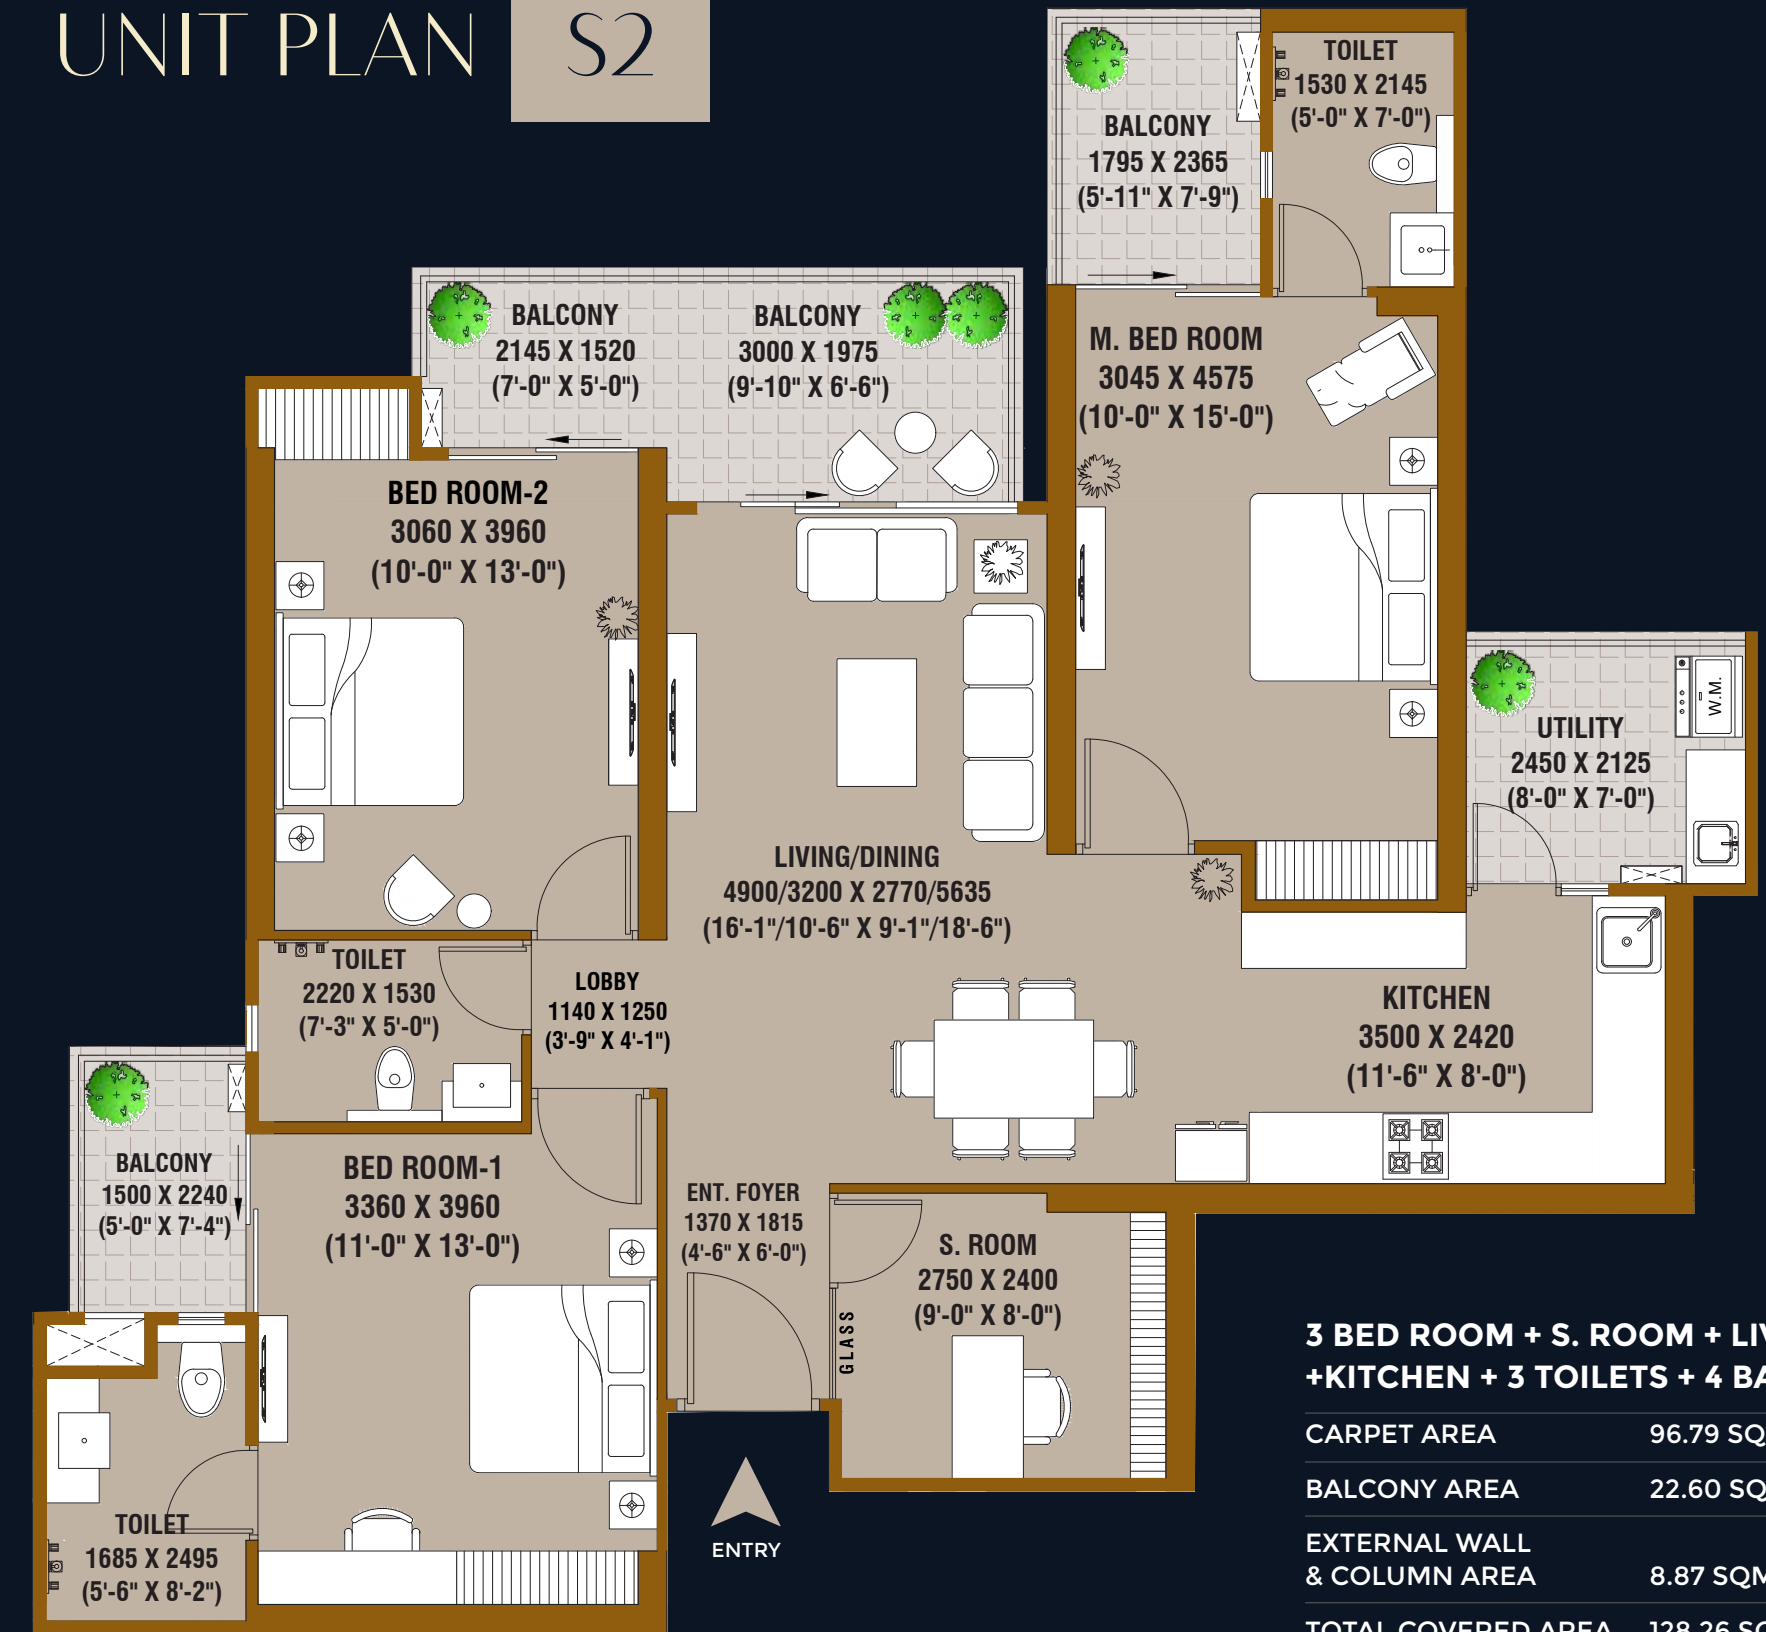 UNIT PLAN
S2
TOILET
1530 X 2145
(5'-0" X 7'-0")
BALCONY
1795 X 2365
(5'-11" X 7'-9")
BALCONY
2145 X 1520
(7'-0" X 5'-0")
BALCONY
3000 X 1975
(9'-10" X 6'-6")
M. BED ROOM
3045 X 4575
(10'-0" X 15'-0")
BED ROOM-2
3060 X 3960
(10'-0" X 13'-0")
W.M.
UTILITY
2450 X 2125
(8'-0" X 7'-0")
LIVING/DINING
4900/3200 X 2770/5635
(16'-1"/10'-6" X 9'-1"/18'-6")
TOILET
2220 X 1530
(7'-3" X 5'-0")
LOBBY
1140 X 1250
(3'-9" X 4'-1")
KITCHEN
3500 X 2420
(11'-6" X 8'-0")
BALCONY
1500 X 2240
(5'-0" X 7'-4")
BED ROOM-1
3360 X 3960
(11'-0" X 13'-0")
ENT. FOYER
1370 X 1815
(4'-6" X 6'-0")
S. ROOM
2750 X 2400
(9'-0" X 8'-0")
GLASS
TOILET
1685 X 2495
(5'-6" X 8'-2")
ENTRY
3 BED ROOM + S. ROOM +
+KITCHEN + 3 TOILETS + 4
CARPET AREA 96.79
BALCONY AREA 22.60
EXTERNAL WALL
& COLUMN AREA 8.87
TOTAL COVERED AREA 128.26